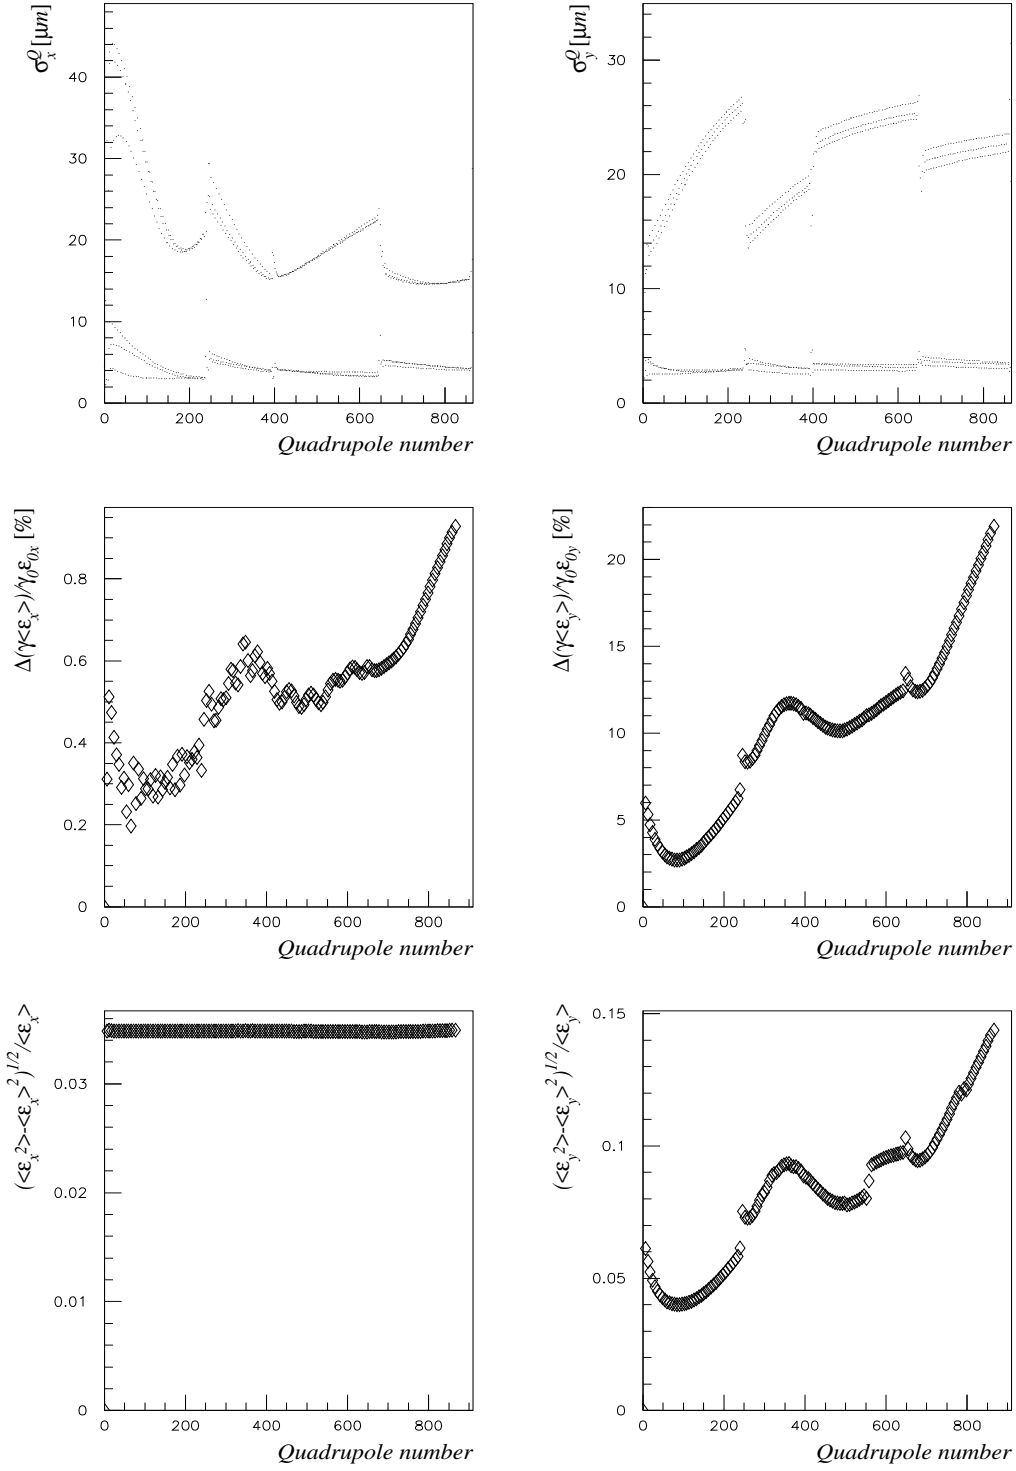 σ_x^Q [μm]
40
30
20
10
0
0 200 400 600 800
Quadrupole number
σ_y^Q [μm]
30
20
10
0
0 200 400 600 800
Quadrupole number
Δ(γ<ε_x>)/γ_0ε_{0x} [%]
0.8
0.6
0.4
0.2
0
0 200 400 600 800
Quadrupole number
Δ(γ<ε_y>)/γ_0ε_{0y} [%]
20
15
10
5
0
0 200 400 600 800
Quadrupole number
(<ε_x^2>-<ε_x>^2)^{1/2}/<ε_x>
0.03
0.02
0.01
0
0 200 400 600 800
Quadrupole number
(<ε_y^2>-<ε_y>^2)^{1/2}/<ε_y>
0.15
0.1
0.05
0
0 200 400 600 800
Quadrupole number